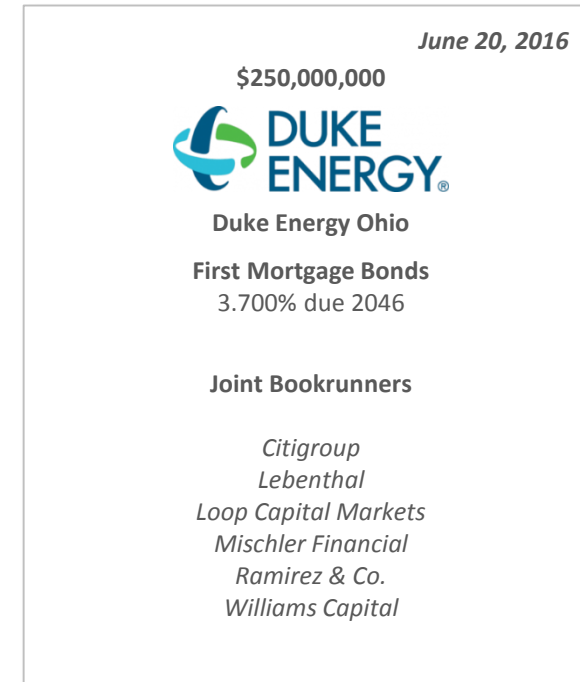 June 20, 2016
$250,000,000
DUKE
ENERGY®
Duke Energy Ohio
First Mortgage Bonds
3.700% due 2046
Joint Bookrunners
Citigroup
Lebenthal
Loop Capital Markets
Mischler Financial
Ramirez & Co.
Williams Capital